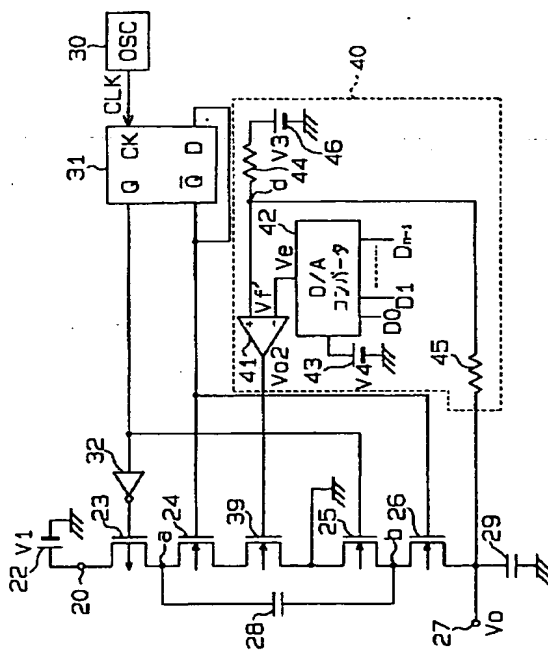 V1
22
20
32
23
24
a
39
28
25
b
26
29
27
Vo
Q
CK
31
Q
D
CLK
OSC
30
40
V3
44
46
d
42
Vf'
Ve
41
Vo2
D/A
コンバータ
43
V4
D0
D1
Dn-1
45